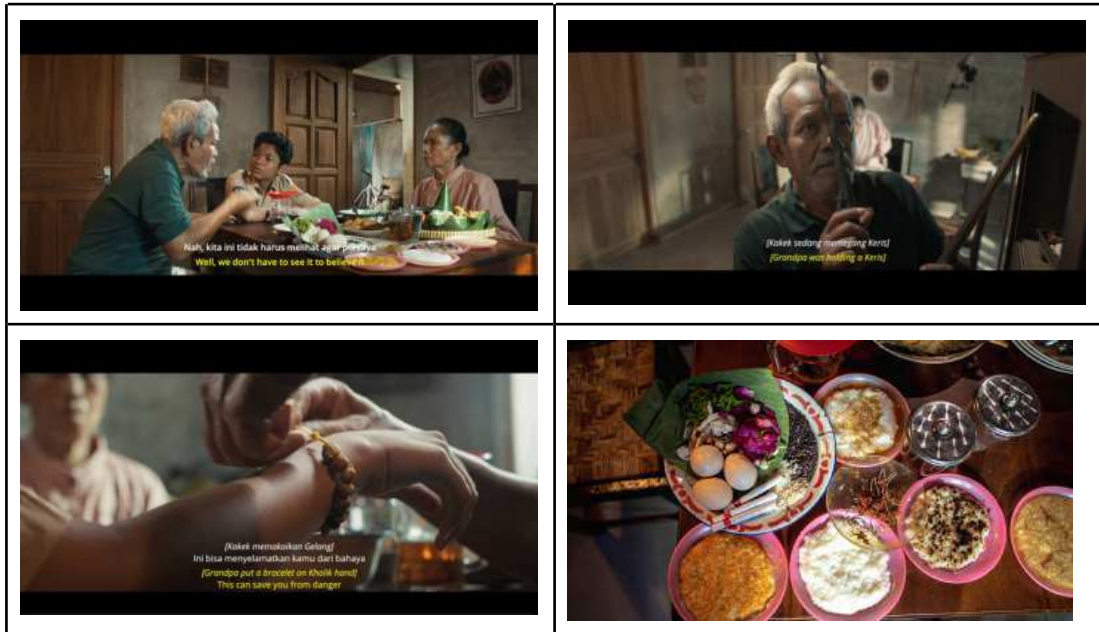 Nah, kita ini tidak harus melihat agar percaya
Well, we don't have to see it to believe
[Kakek sedang memegang Keris]
[Grandpa was holding a Keris]
[Kakek memakaikan Gelang]
Ini bisa menyelamatkan kamu dari bahaya
[Grandpa put a bracelet on Kholik hand]
This can save you from danger